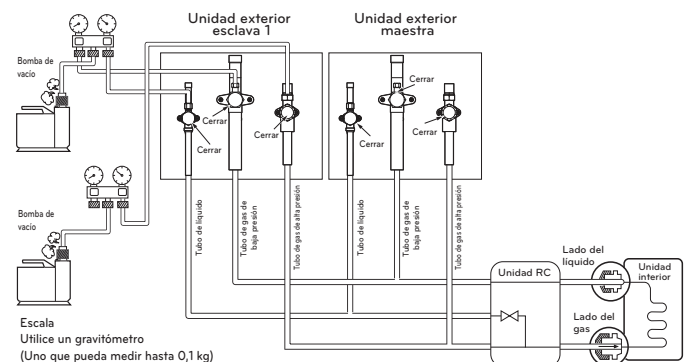 Unidad exterior
esclava 1
Unidad exterior
maestra
Bomba de
vacío
Cerrar
Cerrar
Cerrar
Cerrar
Cerrar
Cerrar
Bomba de
vacío
Tubo de líquido
Tubo de gas de
baja presión
Tubo de gas de alta presión
Tubo de líquido
Tubo de gas de
baja presión
Tubo de gas de alta presión
Unidad RC
Lado del
líquido
Unidad
interior
Lado del
gas
Escala
Utilice un gravitómetro
(Uno que pueda medir hasta 0,1 kg)